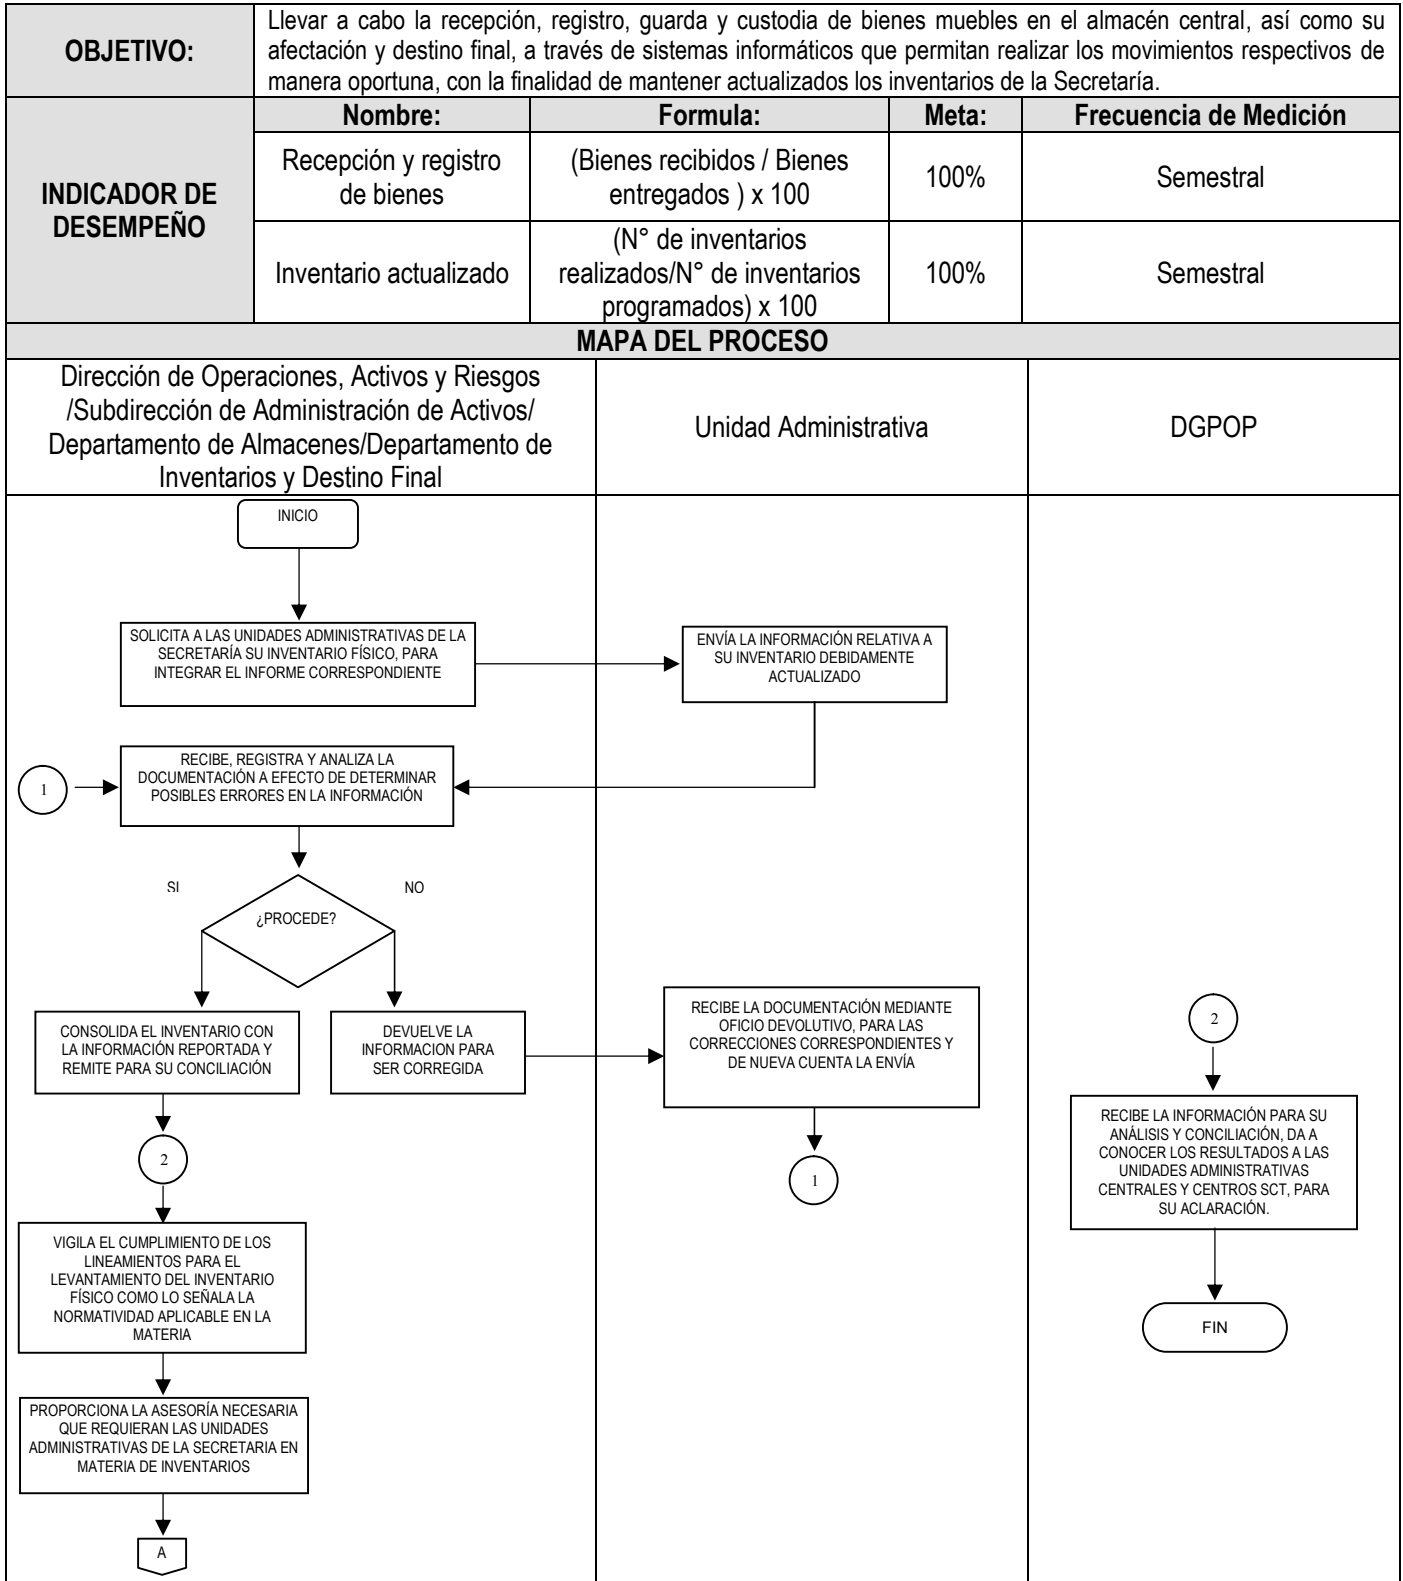 OBJETIVO:
Llevar a cabo la recepción, registro, guarda y custodia de bienes muebles en el almacén central, así como su
afectación y destino final, a través de sistemas informáticos que permitan realizar los movimientos respectivos de
manera oportuna, con la finalidad de mantener actualizados los inventarios de la Secretaría.
INDICADOR DE
DESEMPEÑO
Nombre:
Formula:
Meta:
Frecuencia de Medición
Recepción y registro
de bienes
(Bienes recibidos / Bienes
entregados ) x 100
100%
Semestral
Inventario actualizado
(N° de inventarios
realizados/N° de inventarios
programados) x 100
100%
Semestral
MAPA DEL PROCESO
Dirección de Operaciones, Activos y Riesgos
/Subdirección de Administración de Activos/
Departamento de Almacenes/Departamento de
Inventarios y Destino Final
Unidad Administrativa
DGPOP
INICIO
SOLICITA A LAS UNIDADES ADMINISTRATIVAS DE LA
SECRETARÍA SU INVENTARIO FÍSICO, PARA
INTEGRAR EL INFORME CORRESPONDIENTE
ENVÍA LA INFORMACIÓN RELATIVA A
SU INVENTARIO DEBIDAMENTE
ACTUALIZADO
1
RECIBE, REGISTRA Y ANALIZA LA
DOCUMENTACIÓN A EFECTO DE DETERMINAR
POSIBLES ERRORES EN LA INFORMACIÓN
SI
NO
¿PROCEDE?
CONSOLIDA EL INVENTARIO CON
LA INFORMACIÓN REPORTADA Y
REMITE PARA SU CONCILIACIÓN
DEVUELVE LA
INFORMACION PARA
SER CORREGIDA
RECIBE LA DOCUMENTACIÓN MEDIANTE
OFICIO DEVOLUTIVO, PARA LAS
CORRECCIONES CORRESPONDIENTES Y
DE NUEVA CUENTA LA ENVÍA
2
2
1
RECIBE LA INFORMACIÓN PARA SU
ANÁLISIS Y CONCILIACIÓN, DA A
CONOCER LOS RESULTADOS A LAS
UNIDADES ADMINISTRATIVAS
CENTRALES Y CENTROS SCT, PARA
SU ACLARACIÓN.
VIGILA EL CUMPLIMIENTO DE LOS
LINEAMIENTOS PARA EL
LEVANTAMIENTO DEL INVENTARIO
FÍSICO COMO LO SEÑALA LA
NORMATIVIDAD APLICABLE EN LA
MATERIA
FIN
PROPORCIONA LA ASESORÍA NECESARIA
QUE REQUIERAN LAS UNIDADES
ADMINISTRATIVAS DE LA SECRETARIA EN
MATERIA DE INVENTARIOS
A